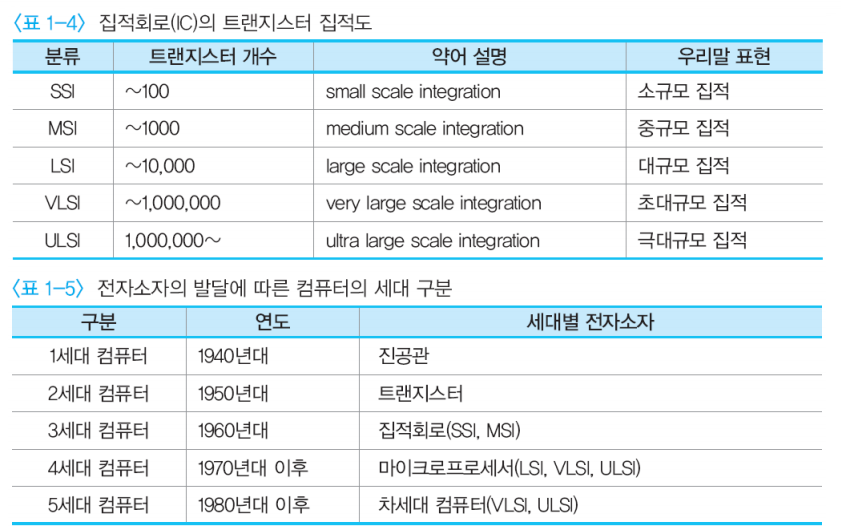 〈표 1-4〉 집적회로(IC)의 트랜지스터 집적도
분류 트랜지스터 개수 약어 설명 우리말 표현
SSI ~100 small scale integration 소규모 집적
MSI ~1000 medium scale integration 중규모 집적
LSI ~10,000 large scale integration 대규모 집적
VLSI ~1,000,000 very large scale integration 초대규모 집적
ULSI 1,000,000~ ultra large scale integration 극대규모 집적
〈표 1-5〉 전자소자의 발달에 따른 컴퓨터의 세대 구분
구분 연도 세대별 전자소자
1세대 컴퓨터 1940년대 진공관
2세대 컴퓨터 1950년대 트랜지스터
3세대 컴퓨터 1960년대 집적회로(SSI, MSI)
4세대 컴퓨터 1970년대 이후 마이크로프로세서(LSI, VLSI, ULSI)
5세대 컴퓨터 1980년대 이후 차세대 컴퓨터(VLSI, ULSI)